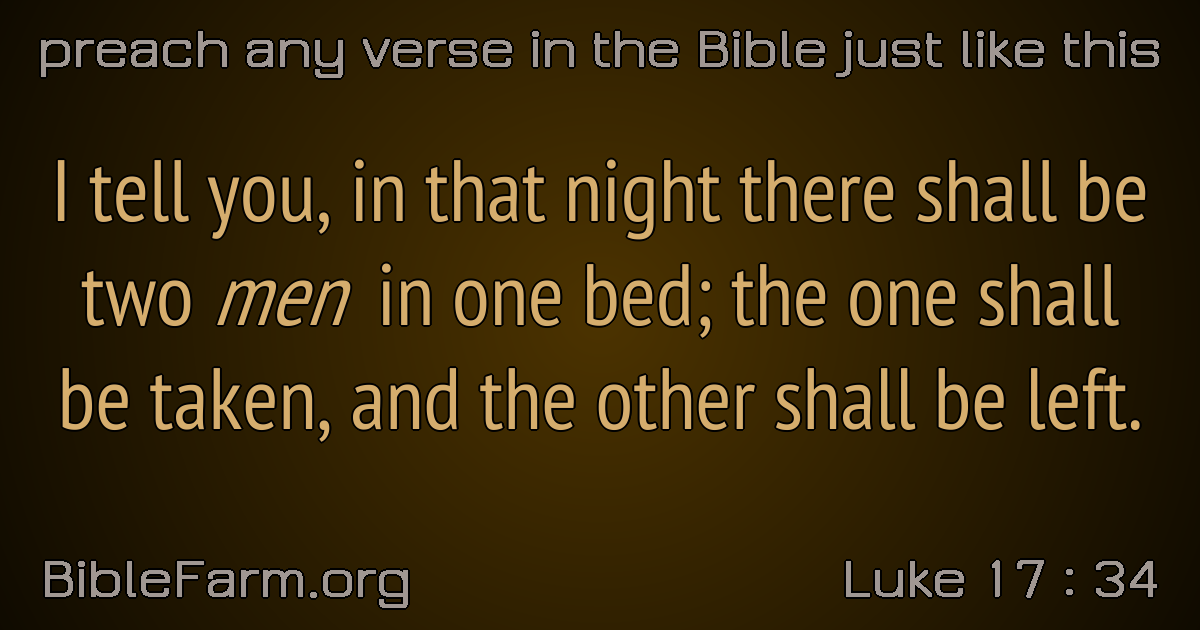 preach any verse in the Bible just like this
I tell you, in that night there shall be
two men in one bed; the one shall
be taken, and the other shall be left.
BibleFarm.org
Luke 17 : 34